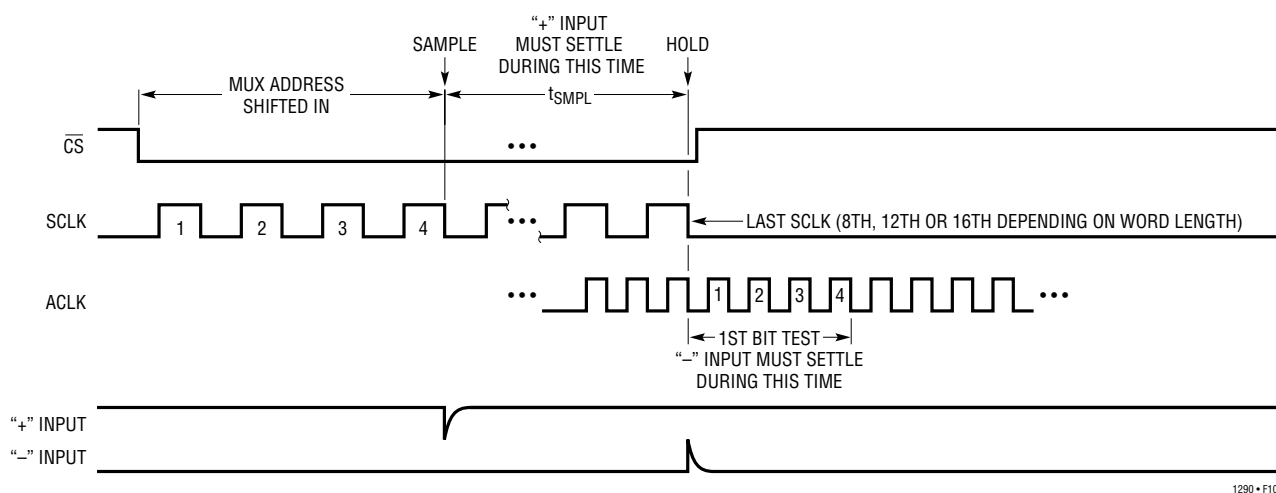 “+” INPUT
MUST SETTLE
DURING THIS TIME
SAMPLE
HOLD
MUX ADDRESS
SHIFTED IN
tSMPL
CS
•••
SCLK
1 2 3 4
•••
LAST SCLK (8TH, 12TH OR 16TH DEPENDING ON WORD LENGTH)
ACLK
•••
1 2 3 4
•••
1ST BIT TEST
“–” INPUT MUST SETTLE
DURING THIS TIME
“+” INPUT
“–” INPUT
1290 • F10